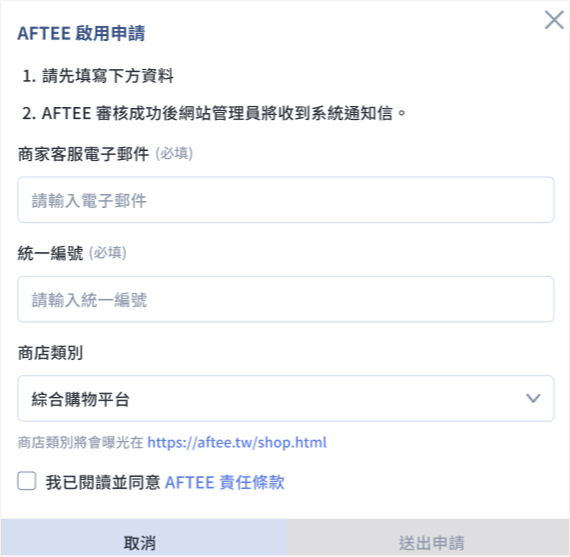 AFTEE 啟用申請
1. 請先填寫下方資料
2. AFTEE 審核成功後網站管理員將收到系統通知信。
商家客服電子郵件 (必填)
請輸入電子郵件
統一編號 (必填)
請輸入統一編號
商店類別
綜合購物平台
商店類別將會曝光在 https://aftee.tw/shop.html
我已閱讀並同意 AFTEE 責任條款
取消 送出申請